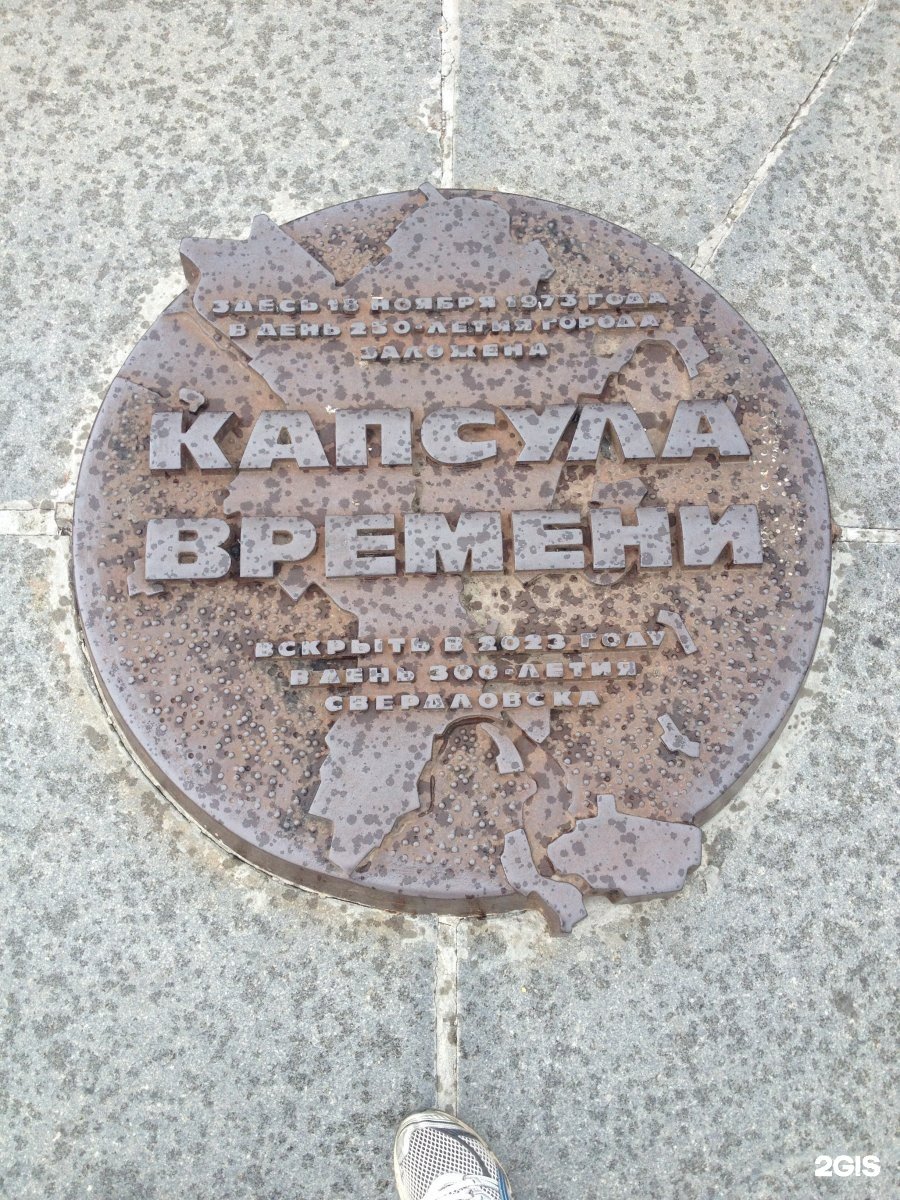 ЗДЕСЬ 18 НОЯБРЯ 1973 ГОДА
В ДЕНЬ 250-ЛЕТИЯ ГОРОДА
ЗАЛОЖЕНА
КАПСУЛА
ВРЕМЕНИ
ВСКРЫТЬ В 2023 ГОДУ
В ДЕНЬ 300-ЛЕТИЯ
СВЕРДЛОВСКА
2GIS